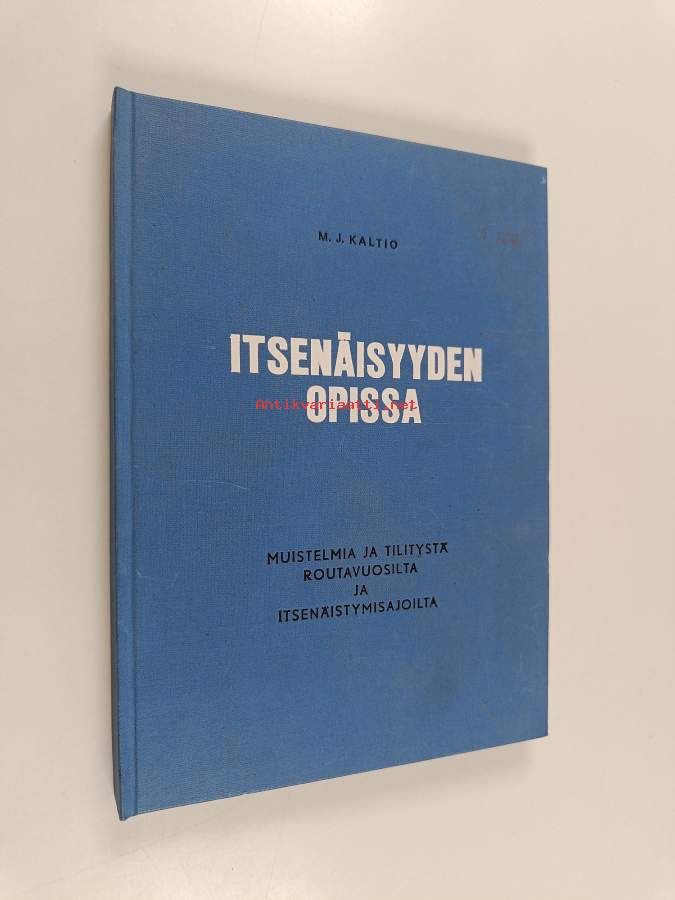 M. J. KALTIO
ITSENÄISYYDEN
Antikvariaatti.net
OPISSA
MUISTELMIA JA TILITYSTÄ
ROUTAVUOSILTA
JA
ITSENÄISTYMISAJOILTA